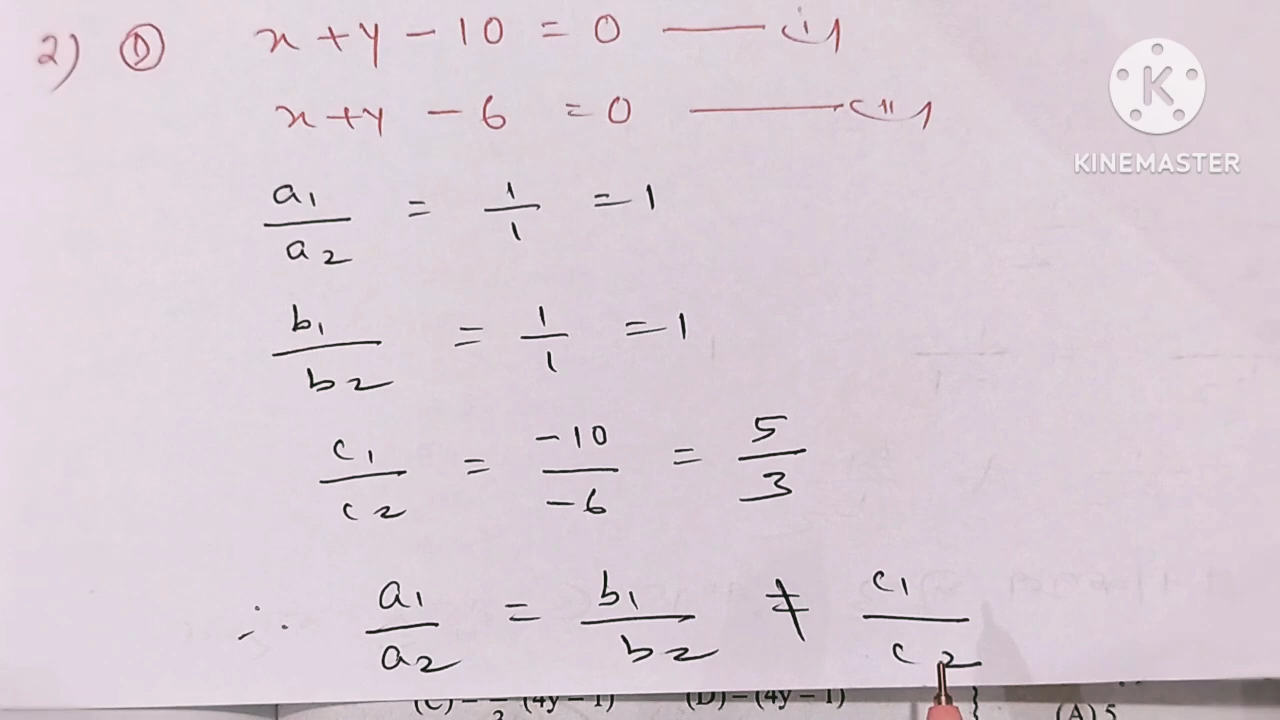 2) Ⓓ x + y - 10 = 0 —— (i)
x + y - 6 = 0 —— (ii)
K
KINEMASTER
a1/a2 = 1/1 = 1
b1/b2 = 1/1 = 1
c1/c2 = -10/-6 = 5/3
∴ a1/a2 = b1/b2 ≠ c1/c2
(4y – 1) (D) – (4y – 1)
(A) 5